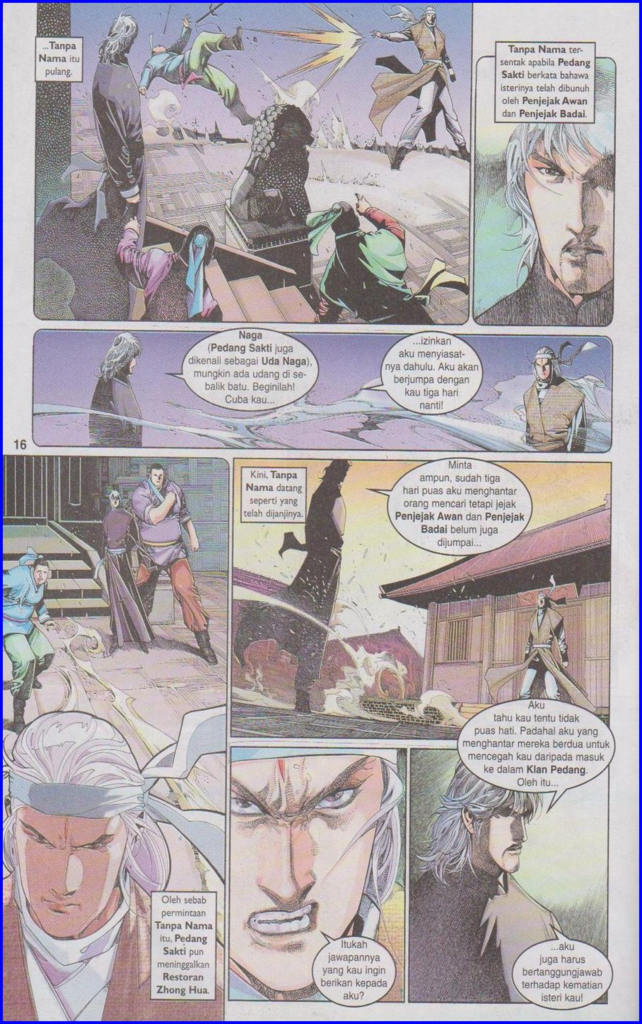 ...Tanpa
Nama itu
pulang.
Tanpa Nama ter-
sentak apabila Pedang
Sakti berkata bahawa
isterinya telah dibunuh
oleh Penjejak Awan
dan Penjejak Badai.
Naga
(Pedang Sakti juga
dikenali sebagai Uda Naga),
mungkin ada udang di se-
balik batu. Beginilah!
Cuba kau...
...izinkan
aku menyiasat-
nya dahulu. Aku akan
berjumpa dengan
kau tiga hari
nanti!
16
Kini, Tanpa
Nama datang
seperti yang
telah dijanjinya.
Minta
ampun, sudah tiga
hari puas aku menghantar
orang mencari tetapi jejak
Penjejak Awan dan Penjejak
Badai belum juga
dijumpai...
Aku
tahu kau tentu tidak
puas hati. Padahal aku yang
menghantar mereka berdua untuk
mencegah kau daripada masuk
ke dalam Klan Pedang.
Oleh itu...
Oleh sebab
permintaan
Tanpa Nama
itu, Pedang
Sakti pun
meninggalkan
Restoran
Zhong Hua.
Itukah
jawapannya
yang kau ingin
berikan kepada
aku?
...aku
juga harus
bertanggungjawab
terhadap kematian
isteri kau!